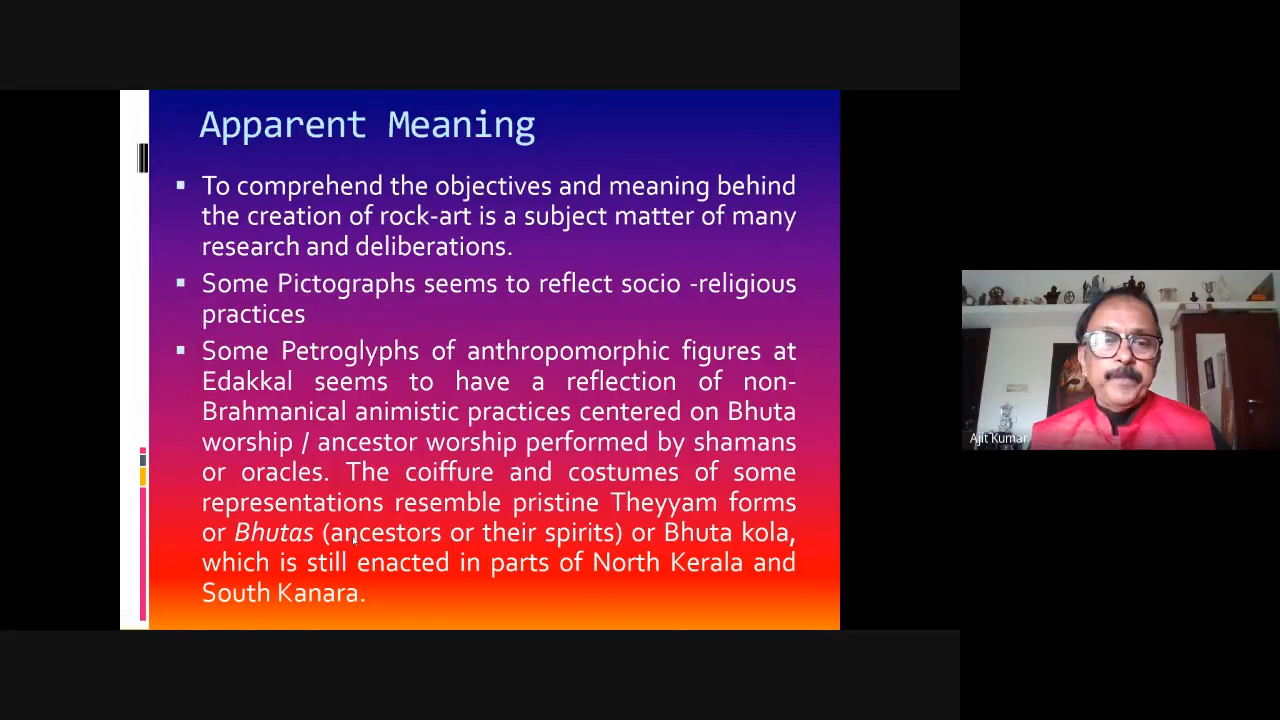 Apparent Meaning
▪ To comprehend the objectives and meaning behind
the creation of rock-art is a subject matter of many
research and deliberations.
▪ Some Pictographs seems to reflect socio -religious
practices
▪ Some Petroglyphs of anthropomorphic figures at
Edakkal seems to have a reflection of non-
Brahmanical animistic practices centered on Bhuta
worship / ancestor worship performed by shamans
or oracles. The coiffure and costumes of some
representations resemble pristine Theyyam forms
or Bhutas (ancestors or their spirits) or Bhuta kola,
which is still enacted in parts of North Kerala and
South Kanara.
Ajit Kumar